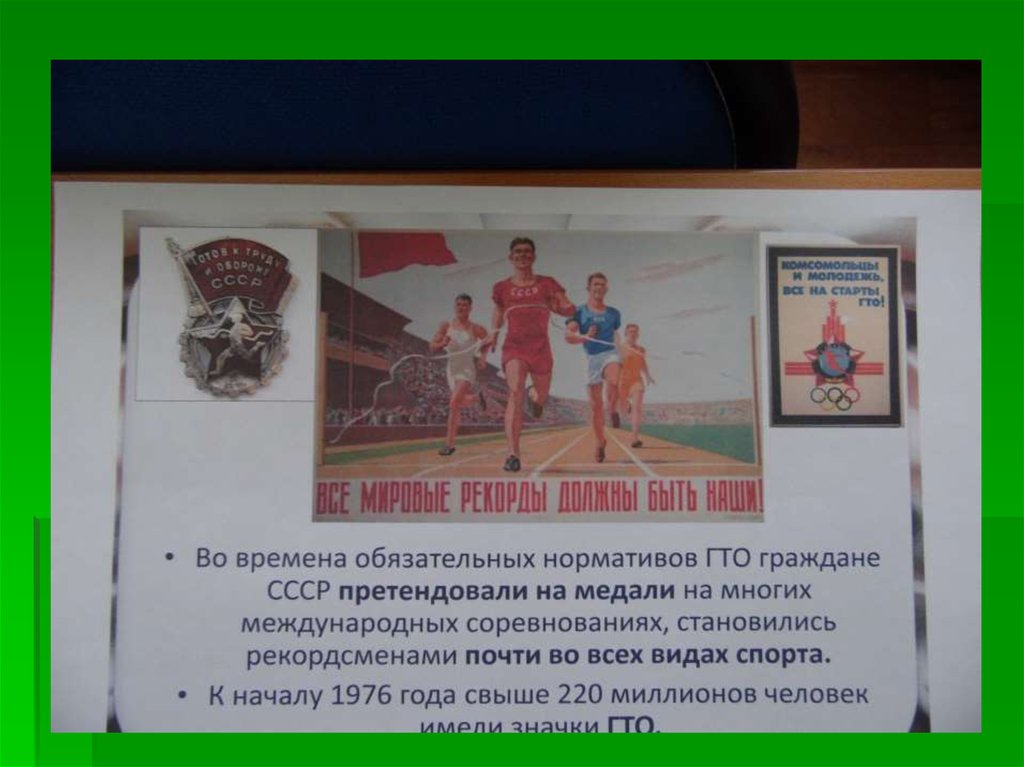 ГОТОВ К ТРУДУ
И ОБОРОНЕ
СССР
СССР
ВСЕ МИРОВЫЕ РЕКОРДЫ ДОЛЖНЫ БЫТЬ НАШИ!
КОМСОМОЛЬЦЫ
И МОЛОДЕЖЬ,
ВСЕ НА СТАРТЫ
ГТО!
• Во времена обязательных нормативов ГТО граждане
СССР претендовали на медали на многих
международных соревнованиях, становились
рекордсменами почти во всех видах спорта.
• К началу 1976 года свыше 220 миллионов человек
имели значки ГТО.